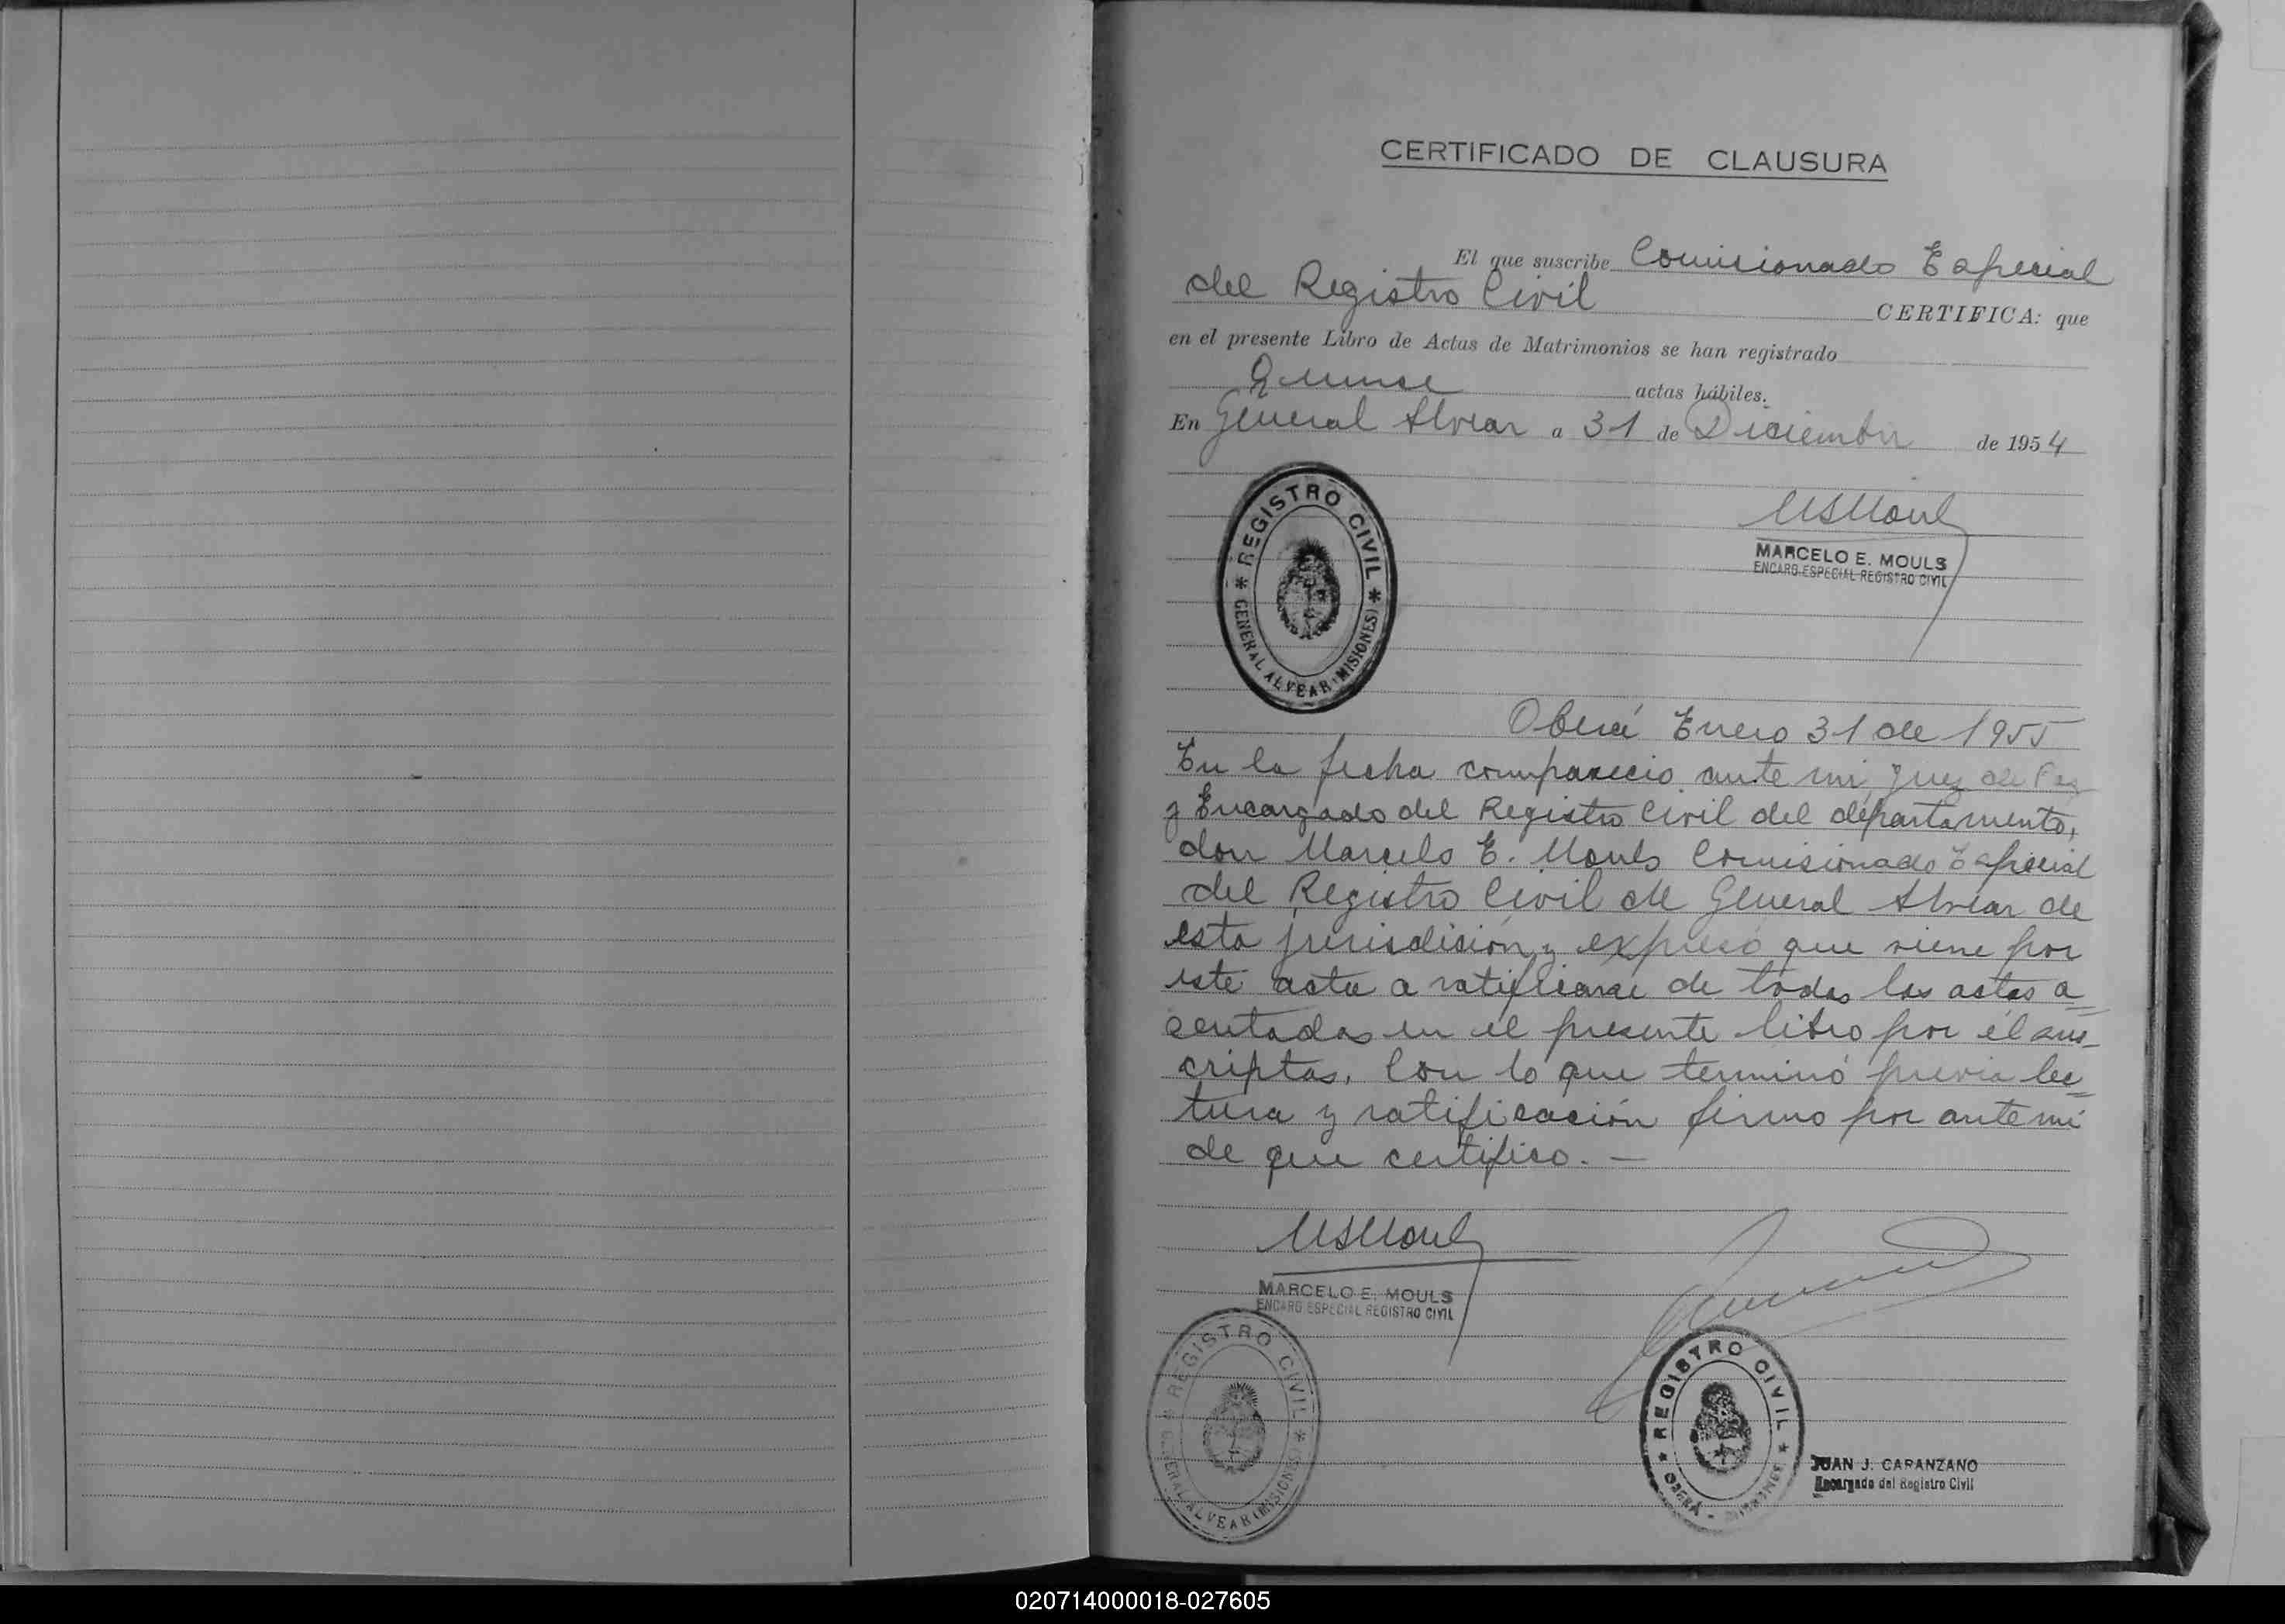 CERTIFICADO DE CLAUSURA
El que suscribe Comisionado Especial
del Registro Civil CERTIFICA: que
en el presente Libro de Actas de Matrimonios se han registrado
Quinse actas hábiles.
En General Alvear a 31 de Diciembre de 1954
REGISTRO CIVIL
GENERAL ALVEAR (MISIONES)
MARCELO E. MOULS
ENCARG. ESPECIAL REGISTRO CIVIL
Oberá Enero 31 de 1955
En la fecha comparecio ante mi, Juez de Paz
y Encargado del Registro Civil del departamento,
don Marcelo E. Mouls Comisionado Especial
del Registro Civil de General Alvear de
esta jurisdisión, y expresó que viene por
este acto a ratificarse de todas las actas a=
sentadas en el presente libro por él sus-
criptas. Con lo que terminó previa lec=
tura y ratificación firmo por ante mi
de que certifico. —
MARCELO E. MOULS
ENCARG ESPECIAL REGISTRO CIVIL
REGISTRO CIVIL
GENERAL ALVEAR (MISIONES)
REGISTRO CIVIL
OBERÁ - MISIONES
JUAN J. CARANZANO
Encargado del Registro Civil
020714000018-027605